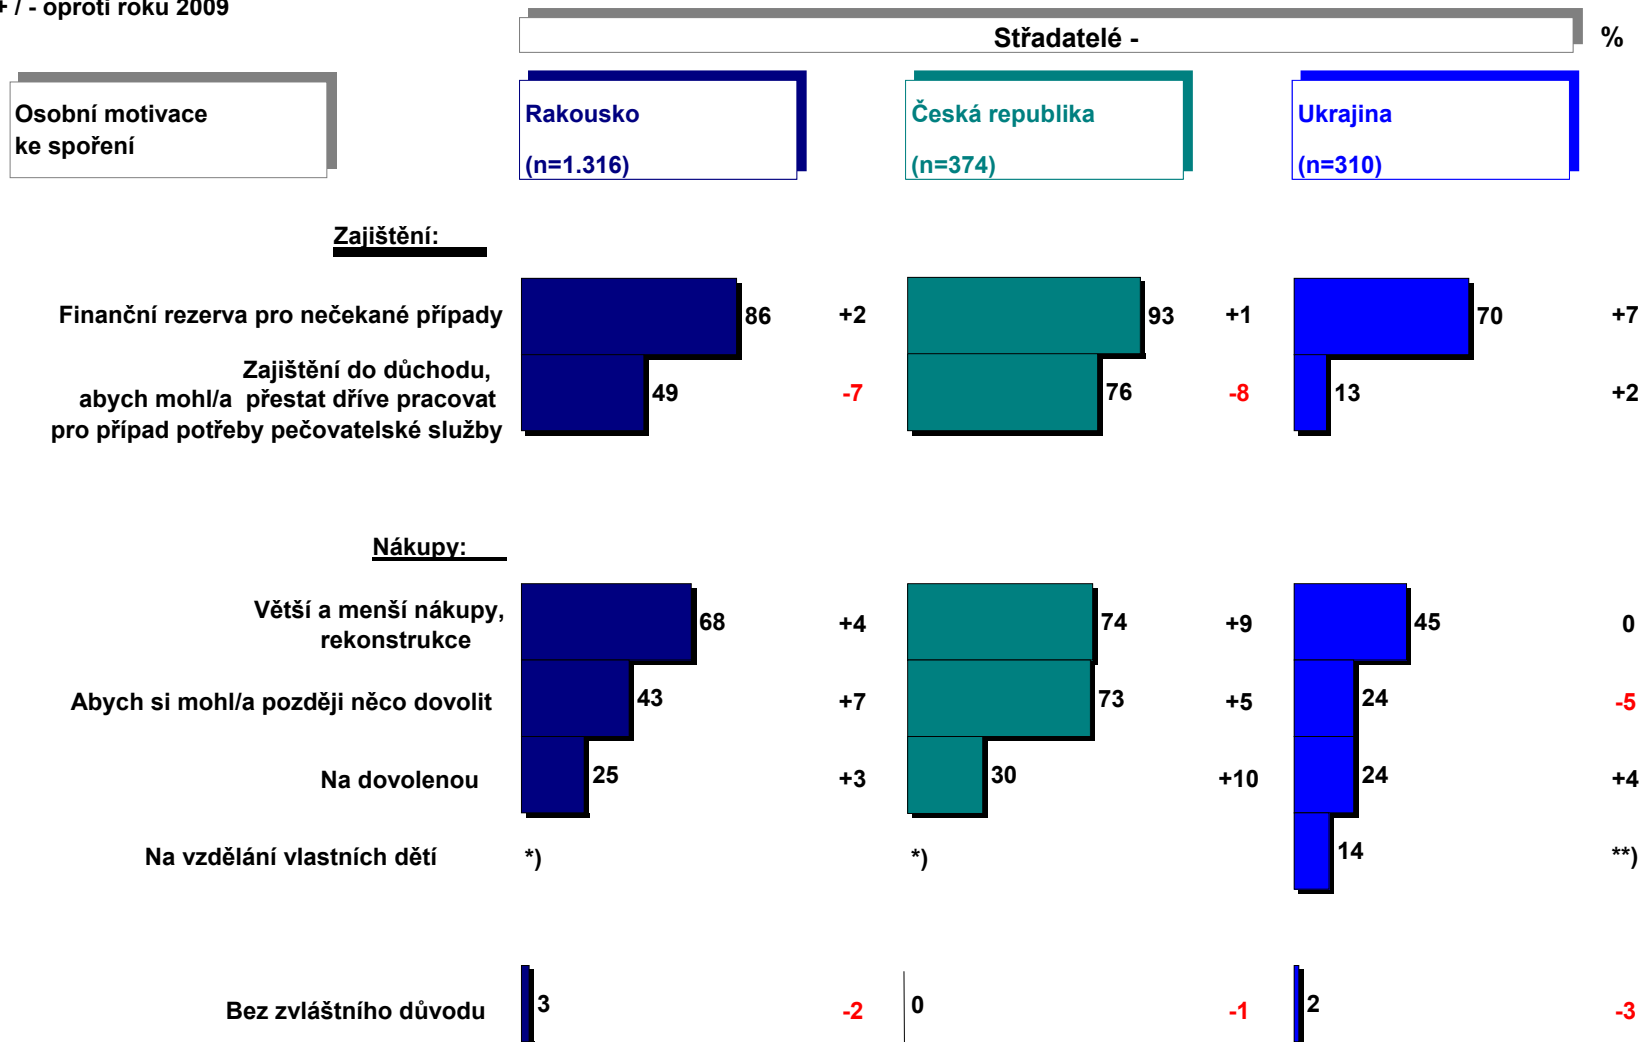 + / - oproti roku 2009
Střadatelé -
%
Osobní motivace
ke spoření
Rakousko
(n=1.316)
Česká republika
(n=374)
Ukrajina
(n=310)
Zajištění:
Finanční rezerva pro nečekané případy
86 +2 93 +1 70 +7
Zajištění do důchodu,
abych mohl/a přestat dříve pracovat
pro případ potřeby pečovatelské služby
49 -7 76 -8 13 +2
Nákupy:
Větší a menší nákupy,
rekonstrukce
68 +4 74 +9 45 0
Abych si mohl/a později něco dovolit
43 +7 73 +5 24 -5
Na dovolenou
25 +3 30 +10 24 +4
Na vzdělání vlastních dětí
*) *) 14 **)
Bez zvláštního důvodu
3 -2 0 -1 2 -3